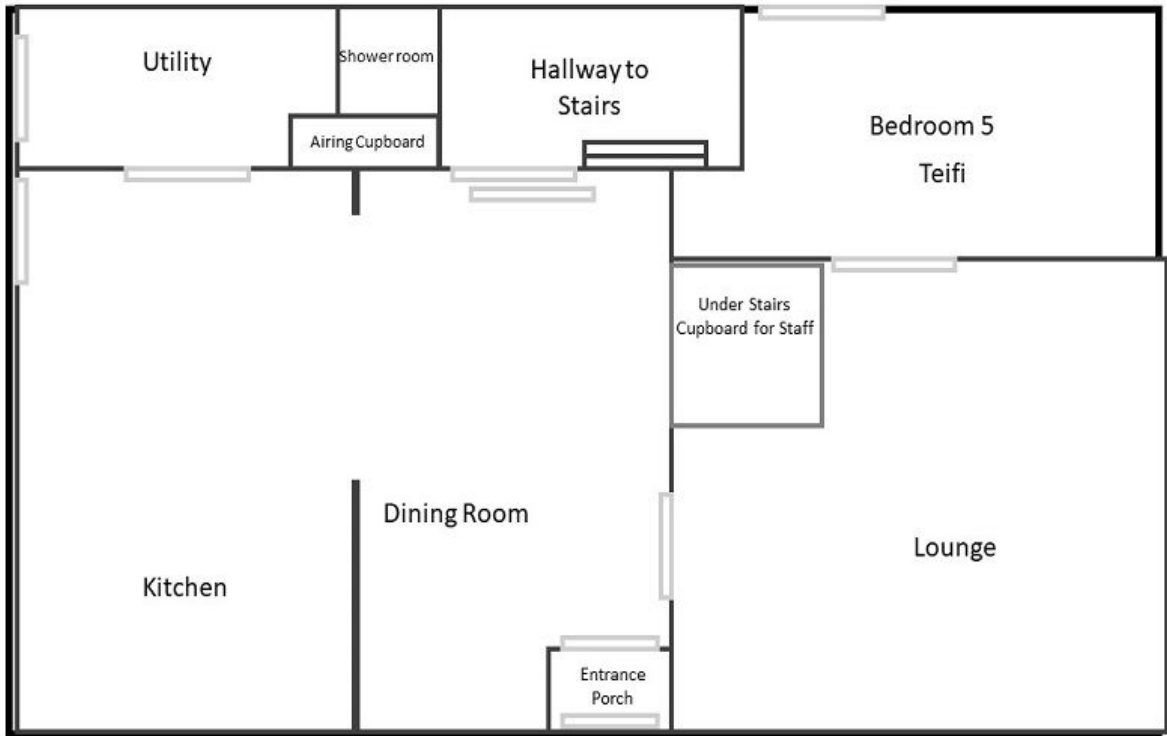 Utility
Shower room
Hallway to
Stairs
Airing Cupboard
Bedroom 5
Teifi
Under Stairs
Cupboard for Staff
Dining Room
Lounge
Kitchen
Entrance
Porch